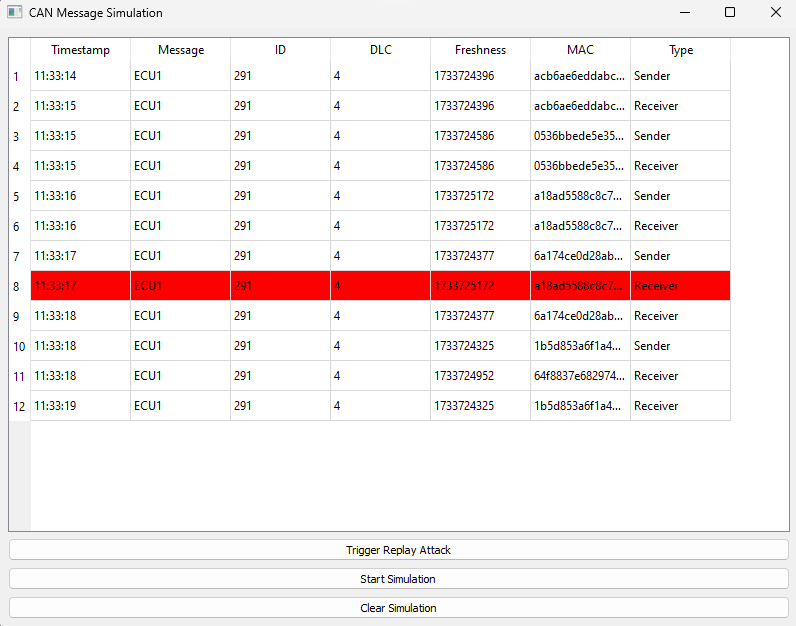 CAN Message Simulation
Timestamp Message ID DLC Freshness MAC Type
1 11:33:14 ECU1 291 4 1733724396 acb6ae6eddabc... Sender
2 11:33:15 ECU1 291 4 1733724396 acb6ae6eddabc... Receiver
3 11:33:15 ECU1 291 4 1733724586 0536bbede5e35... Sender
4 11:33:15 ECU1 291 4 1733724586 0536bbede5e35... Receiver
5 11:33:16 ECU1 291 4 1733725172 a18ad5588c8c7... Sender
6 11:33:16 ECU1 291 4 1733725172 a18ad5588c8c7... Receiver
7 11:33:17 ECU1 291 4 1733724377 6a174ce0d28ab... Sender
8 11:33:17 ECU1 291 4 1733725172 a18ad5588c8c7... Receiver
9 11:33:18 ECU1 291 4 1733724377 6a174ce0d28ab... Receiver
10 11:33:18 ECU1 291 4 1733724325 1b5d853a6f1a4... Sender
11 11:33:18 ECU1 291 4 1733724952 64f8837e682974... Receiver
12 11:33:19 ECU1 291 4 1733724325 1b5d853a6f1a4... Receiver
Trigger Replay Attack
Start Simulation
Clear Simulation